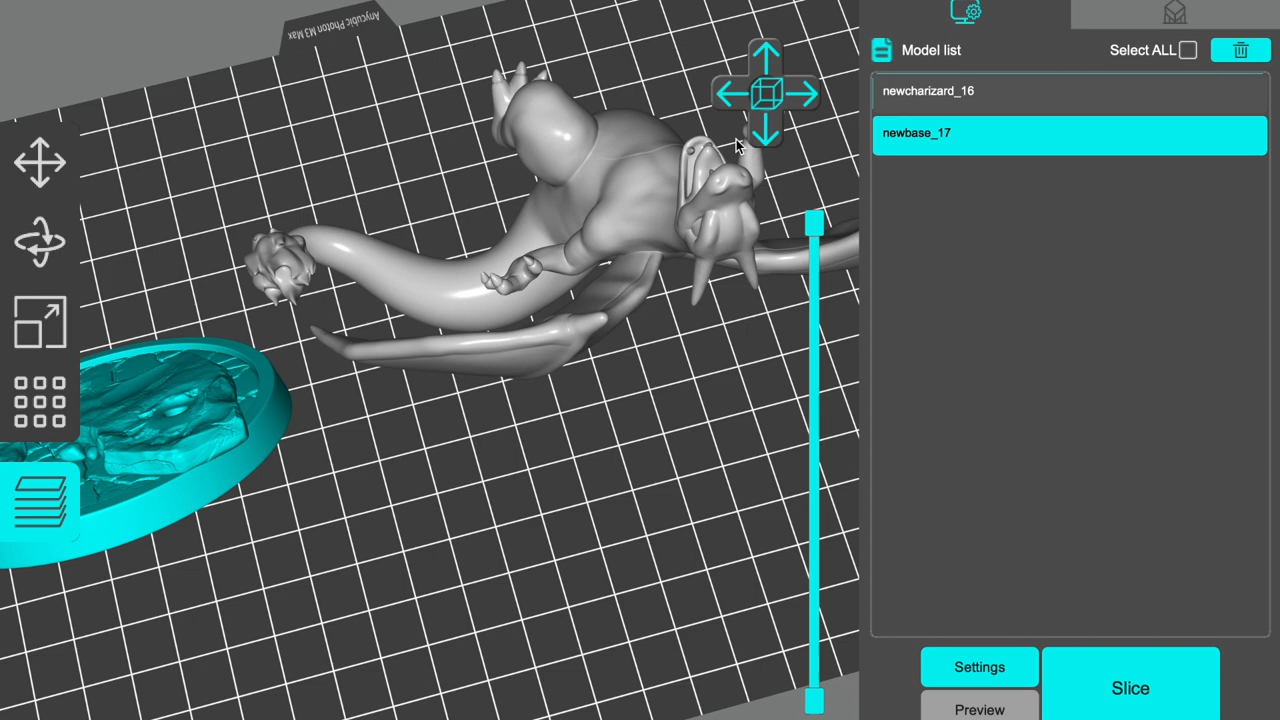 Anycubic Photon M3 Max
Model list
Select ALL
newcharizard_16
newbase_17
Settings
Slice
Preview